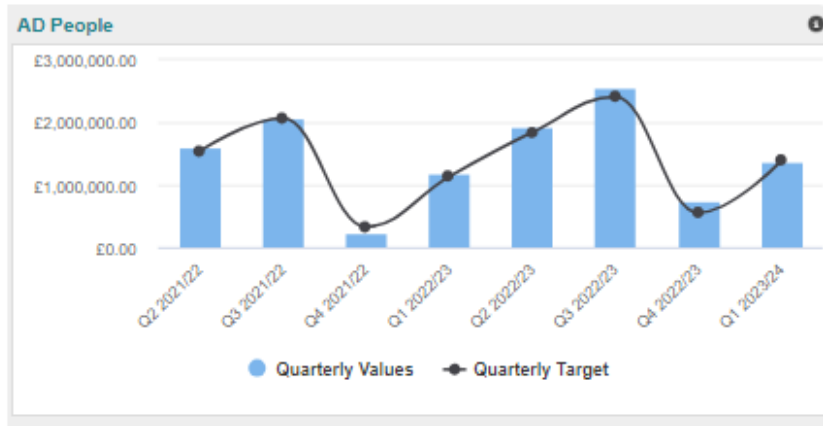 AD People
£3,000,000.00
£2,000,000.00
£1,000,000.00
£0.00
Q2 2021/22
Q3 2021/22
Q4 2021/22
Q1 2022/23
Q2 2022/23
Q3 2022/23
Q4 2022/23
Q1 2023/24
Quarterly Values
Quarterly Target